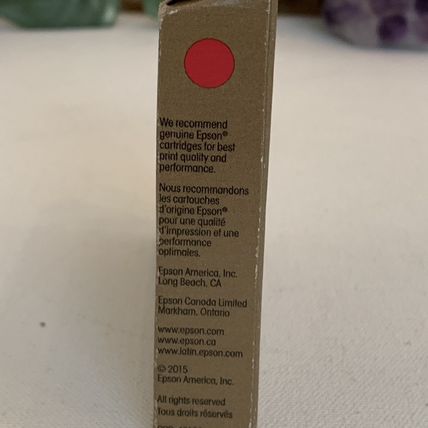 We recommend
genuine Epson®
cartridges for best
print quality and
performance.
Nous recommandons
les cartouches
d'origine Epson®
pour une qualité
d'impression et une
performance
optimales.
Epson America, Inc.
Long Beach, CA
Epson Canada Limited
Markham, Ontario
www.epson.com
www.epson.ca
www.latin.epson.com
© 2015
Epson America, Inc.
All rights reserved
Tous droits réservés